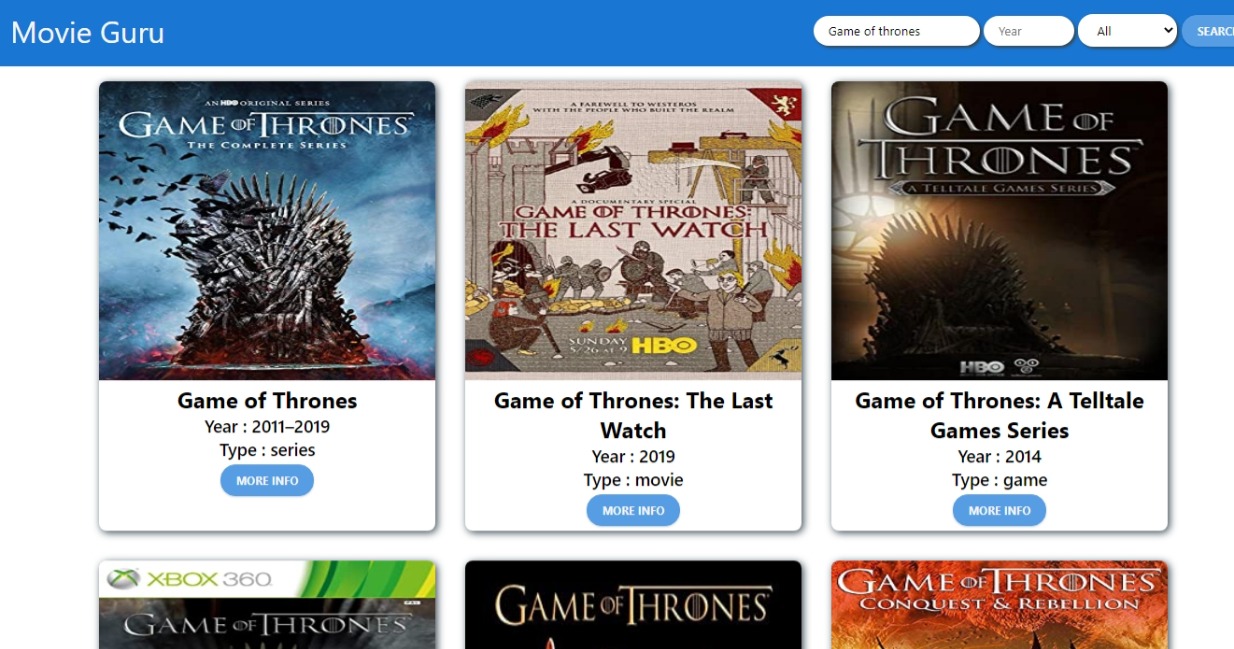 Movie Guru
Game of thrones
Year
All
SEARC
AN HBO ORIGINAL SERIES
GAME OF THRONES
THE COMPLETE SERIES
A FAREWELL TO WESTEROS
WITH THE PEOPLE WHO BUILT THE REALM
A DOCUMENTARY SPECIAL
GAME OF THRONES:
THE LAST WATCH
SUNDAY
5/26 AT 9 HBO
GAME OF
THRONES
A TELLTALE GAMES SERIES
HBO
Game of Thrones
Year : 2011–2019
Type : series
MORE INFO
Game of Thrones: The Last
Watch
Year : 2019
Type : movie
MORE INFO
Game of Thrones: A Telltale
Games Series
Year : 2014
Type : game
MORE INFO
XBOX 360
GAME OF THRONES
GAME OF THRONES
GAME OF THRONES
CONQUEST & REBELLION